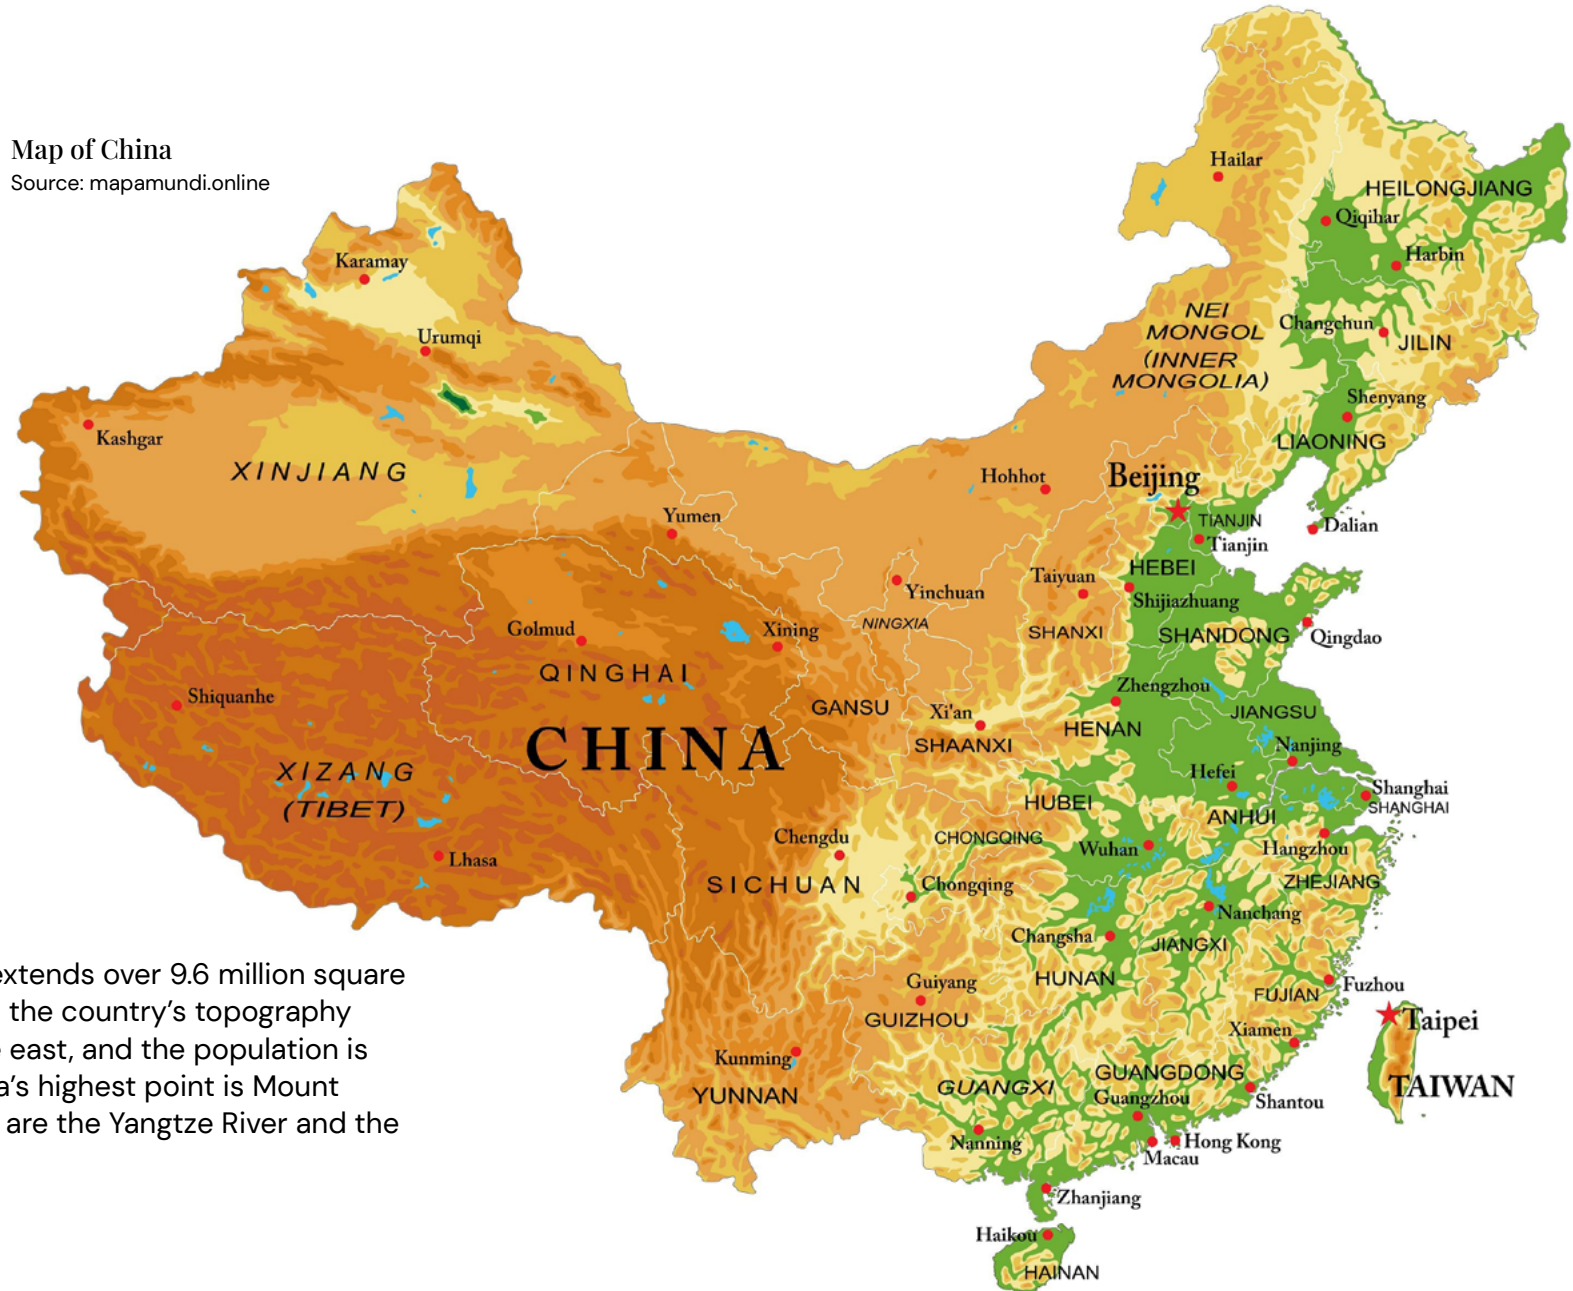 Map of China
Source: mapamundi.online
Hailar
HEILONGJIANG
Qiqihar
Harbin
Karamay
NEI
MONGOL
(INNER
MONGOLIA)
Changchun
JILIN
Urumqi
Shenyang
LIAONING
Kashgar
XINJIANG
Hohhot
Beijing
Yumen
TIANJIN
Dalian
Tianjin
HEBEI
Taiyuan
Yinchuan
Shijiazhuang
NINGXIA
SHANXI
SHANDONG
Qingdao
Golmud
Xining
QINGHAI
Shiquanhe
Zhengzhou
GANSU
Xi'an
JIANGSU
HENAN
SHAANXI
CHINA
Nanjing
XIZANG
(TIBET)
Hefei
Shanghai
SHANGHAI
HUBEI
ANHUI
Chengdu
CHONGQING
Wuhan
Hangzhou
Lhasa
SICHUAN
Chongqing
ZHEJIANG
Nanchang
Changsha
JIANGXI
HUNAN
Guiyang
FUJIAN
Fuzhou
GUIZHOU
Xiamen
Taipei
Kunming
YUNNAN
GUANGXI
GUANGDONG
Guangzhou
TAIWAN
Shantou
Nanning
Hong Kong
Macau
Zhanjiang
Haikou
HAINAN
extends over 9.6 million square
the country’s topography
east, and the population is
highest point is Mount
are the Yangtze River and the